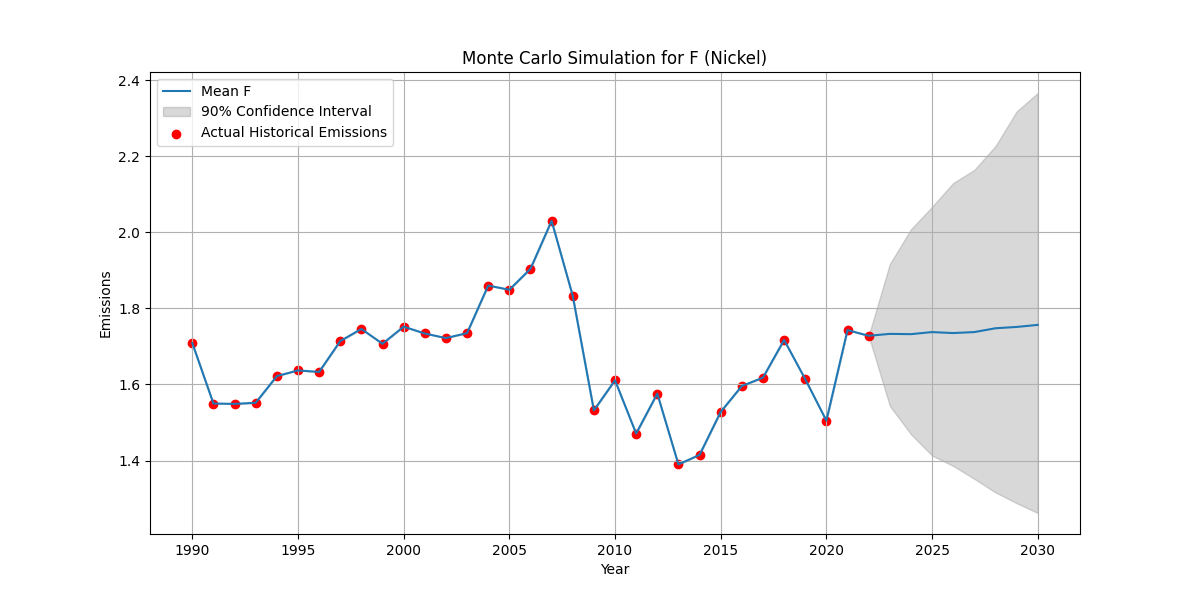 Monte Carlo Simulation for F (Nickel)
Mean F
90% Confidence Interval
Actual Historical Emissions
2.4
2.2
2.0
1.8
1.6
1.4
Emissions
1990 1995 2000 2005 2010 2015 2020 2025 2030
Year